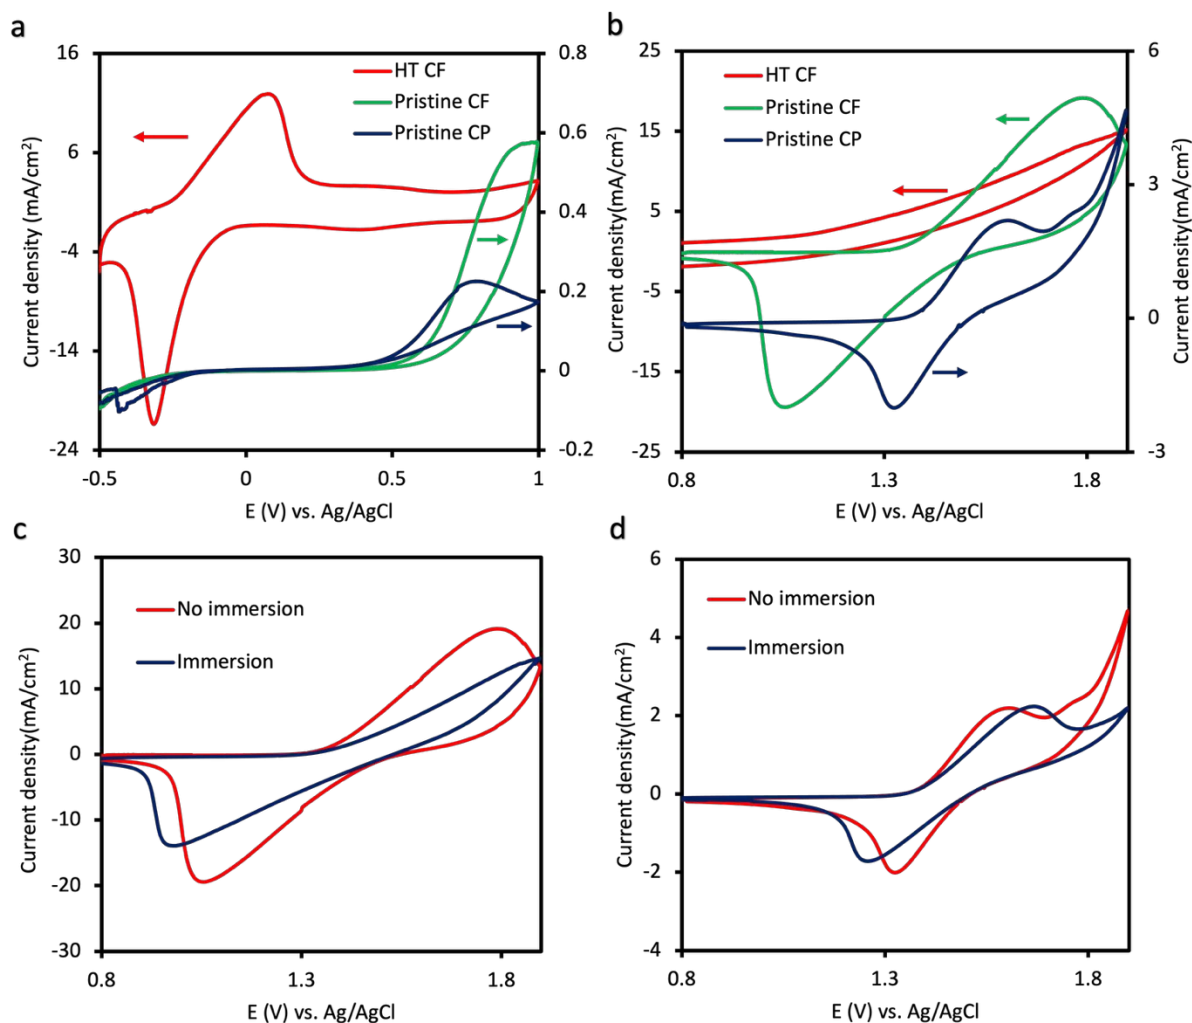 a
16
6
-4
-14
-24
Current density (mA/cm²)
HT CF
Pristine CF
Pristine CP
0.8
0.6
0.4
0.2
0
-0.2
-0.5
0
0.5
1
E (V) vs. Ag/AgCl
b
25
15
5
-5
-15
-25
Current density(mA/cm²)
HT CF
Pristine CF
Pristine CP
6
3
0
-3
Current density(mA/cm²)
0.8
1.3
1.8
E (V) vs. Ag/AgCl
c
30
20
10
0
-10
-20
-30
Current density(mA/cm²)
No immersion
Immersion
0.8
1.3
1.8
E (V) vs. Ag/AgCl
d
6
4
2
0
-2
-4
Current density(mA/cm²)
No immersion
Immersion
0.8
1.3
1.8
E (V) vs. Ag/AgCl